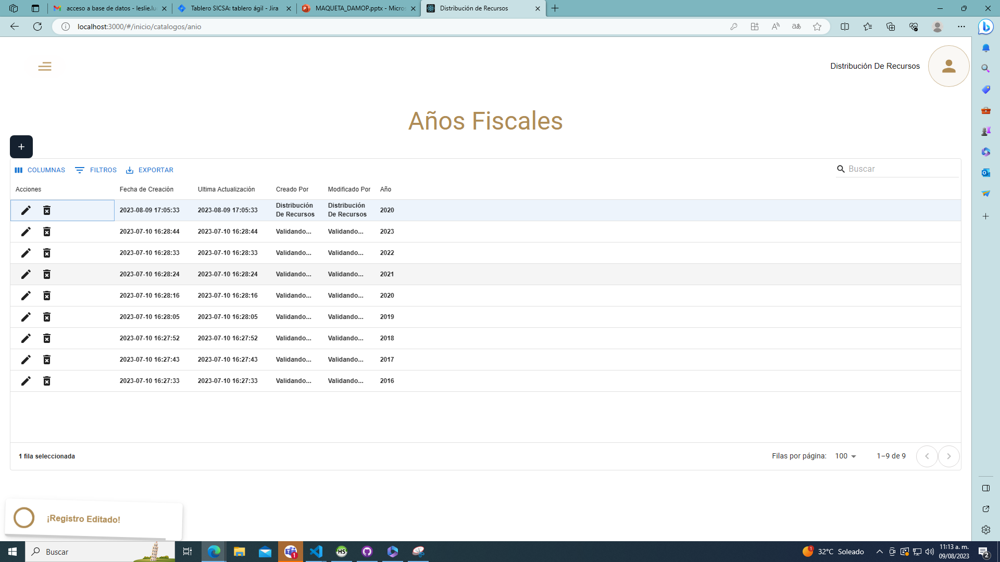 acceso a base de datos - leslie.lu
Tablero SICSA: tablero ágil - Jira
MAQUETA_DAMOP.pptx - Micros
Distribución de Recursos
localhost:3000/#/inicio/catalogos/anio
Distribución De Recursos
Años Fiscales
+
COLUMNAS FILTROS EXPORTAR Buscar
Acciones Fecha de Creación Ultima Actualización Creado Por Modificado Por Año
2023-08-09 17:05:33 2023-08-09 17:05:33 Distribución De Recursos Distribución De Recursos 2020
2023-07-10 16:28:44 2023-07-10 16:28:44 Validando... Validando... 2023
2023-07-10 16:28:33 2023-07-10 16:28:33 Validando... Validando... 2022
2023-07-10 16:28:24 2023-07-10 16:28:24 Validando... Validando... 2021
2023-07-10 16:28:16 2023-07-10 16:28:16 Validando... Validando... 2020
2023-07-10 16:28:05 2023-07-10 16:28:05 Validando... Validando... 2019
2023-07-10 16:27:52 2023-07-10 16:27:52 Validando... Validando... 2018
2023-07-10 16:27:43 2023-07-10 16:27:43 Validando... Validando... 2017
2023-07-10 16:27:33 2023-07-10 16:27:33 Validando... Validando... 2016
1 fila seleccionada Filas por página: 100 1–9 de 9
¡Registro Editado!
Buscar
32°C Soleado
11:13 a. m.
09/08/2023